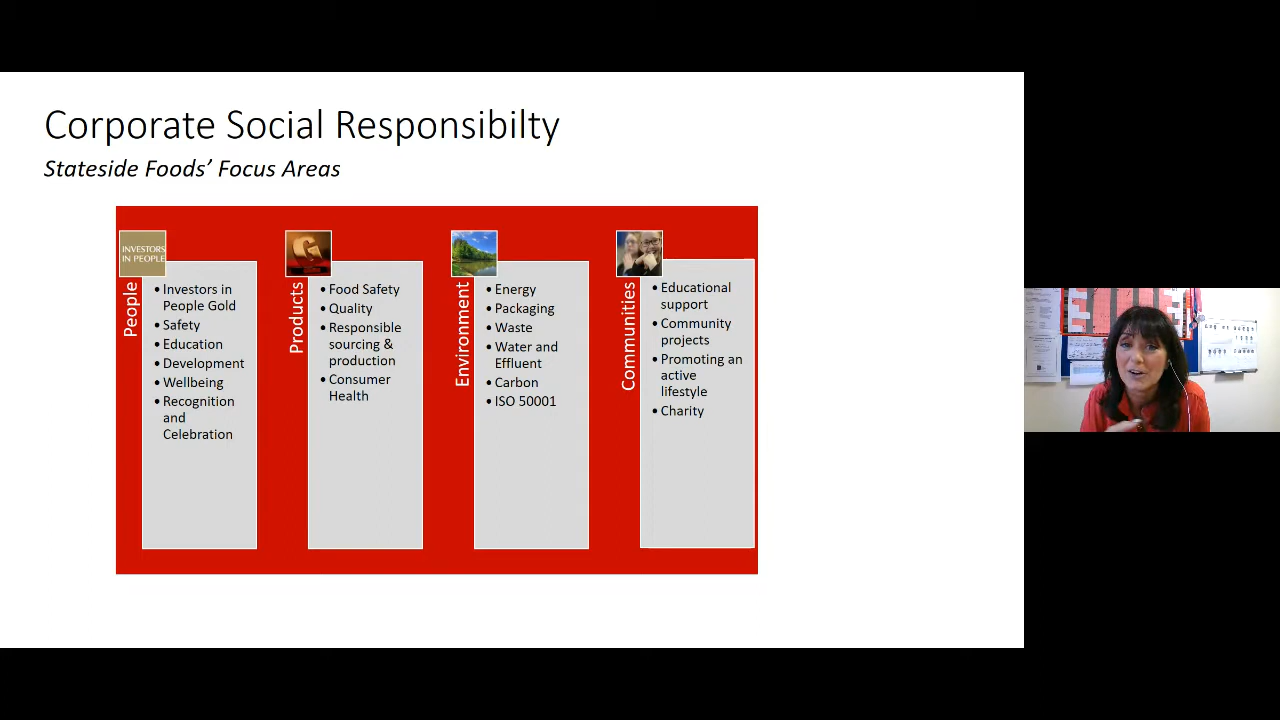 Corporate Social Responsibilty
Stateside Foods’ Focus Areas
INVESTORS
IN PEOPLE
People
• Investors in
People Gold
• Safety
• Education
• Development
• Wellbeing
• Recognition
and
Celebration
G
Products
• Food Safety
• Quality
• Responsible
sourcing &
production
• Consumer
Health
Environment
• Energy
• Packaging
• Waste
• Water and
Effluent
• Carbon
• ISO 50001
Communities
• Educational
support
• Community
projects
• Promoting an
active
lifestyle
• Charity